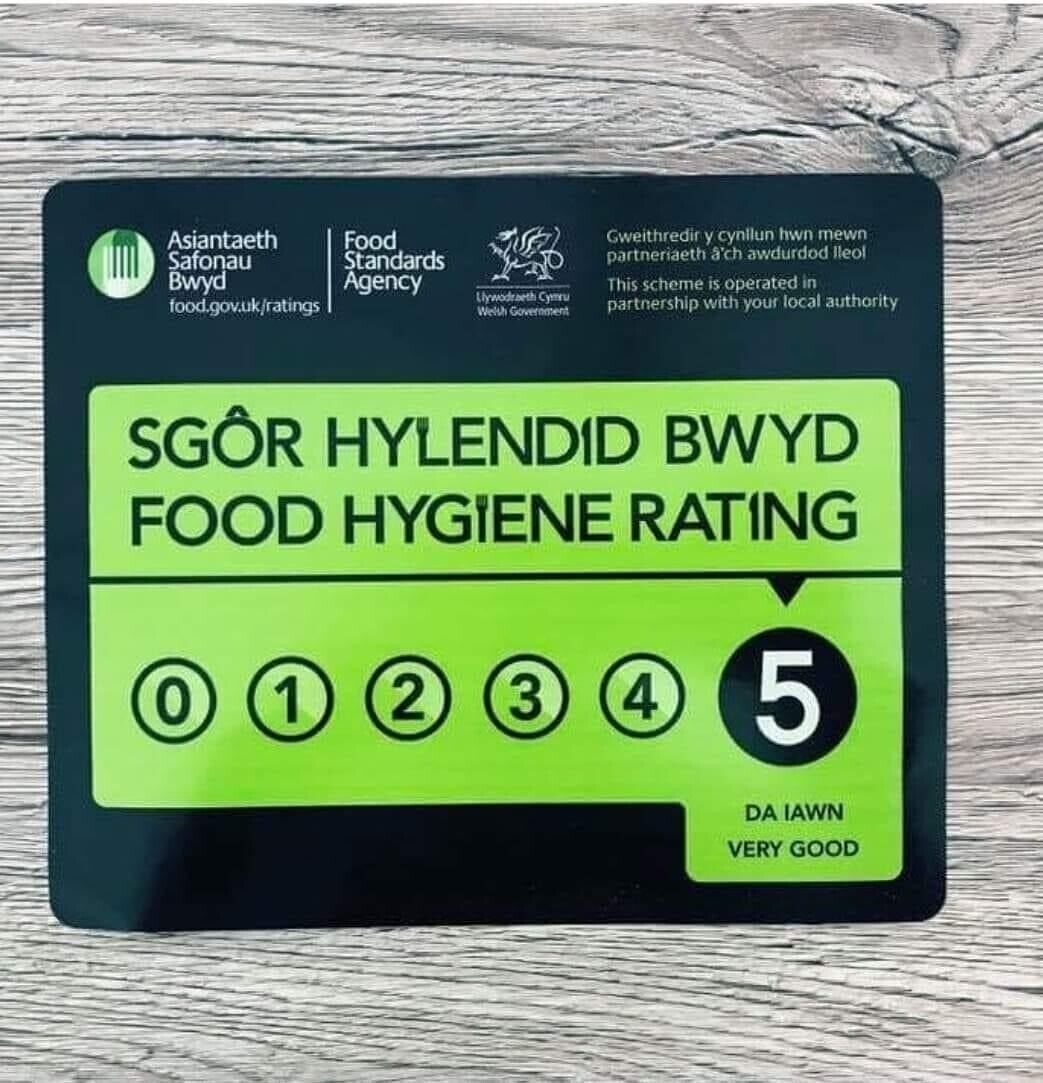 Asiantaeth
Safonau
Bwyd
food.gov.uk/ratings
Food
Standards
Agency
Llywodraeth Cymru
Welsh Government
Gweithredir y cynllun hwn mewn
partneriaeth â'ch awdurdod lleol
This scheme is operated in
partnership with your local authority
SGÔR HYLENDID BWYD
FOOD HYGIENE RATING
0 1 2 3 4 5
DA IAWN
VERY GOOD